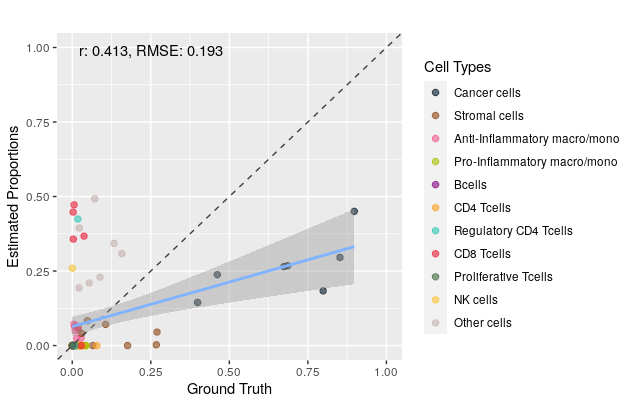 r: 0.413, RMSE: 0.193
Estimated Proportions
1.00
0.75
0.50
0.25
0.00
0.00 0.25 0.50 0.75 1.00
Ground Truth
Cell Types
Cancer cells
Stromal cells
Anti-Inflammatory macro/mono
Pro-Inflammatory macro/mono
Bcells
CD4 Tcells
Regulatory CD4 Tcells
CD8 Tcells
Proliferative Tcells
NK cells
Other cells